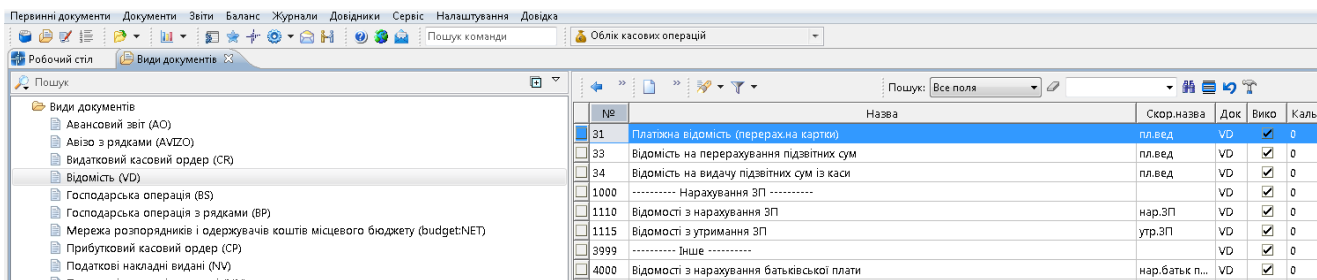 Первинні документи Документи Звіти Баланс Журнали Довідники Сервіс Налаштування Довідка
Пошук команди Облік касових операцій
Робочий стіл Види документів
Пошук Пошук: Все поля
№ Назва Скор.назва Док Вико Каль
Види документів
31 Платіжна відомість (перерах.на картки) пл.вед VD 0
Авансовий звіт (АО)
33 Відомість на перерахування підзвітних сум пл.вед VD 0
Авізо з рядками (AVIZO)
34 Відомість на видачу підзвітних сум із каси пл.вед VD 0
Видатковий касовий ордер (CR)
1000 ---------- Нарахування ЗП ---------- VD 0
Відомість (VD)
1110 Відомості з нарахування ЗП нар.ЗП VD 0
Господарська операція (BS)
1115 Відомості з утримання ЗП утр.ЗП VD 0
Господарська операція з рядками (BP)
3999 ---------- Інше ---------- VD 0
Мережа розпорядників і одержувачів коштів місцевого бюджету (budget:NET)
4000 Відомості з нарахування батьківської плати нар.батьк п... VD 0
Прибутковий касовий ордер (CP)
Податкові накладні видані (NV)